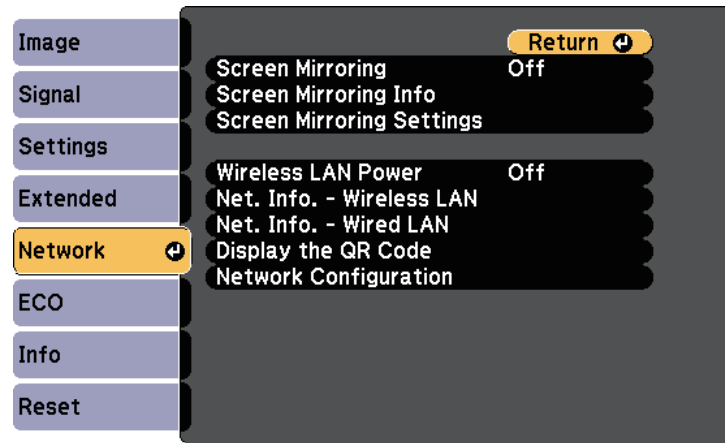 Image
Signal
Settings
Extended
Network
ECO
Info
Reset
Return
Screen Mirroring Off
Screen Mirroring Info
Screen Mirroring Settings
Wireless LAN Power Off
Net. Info. - Wireless LAN
Net. Info. - Wired LAN
Display the QR Code
Network Configuration